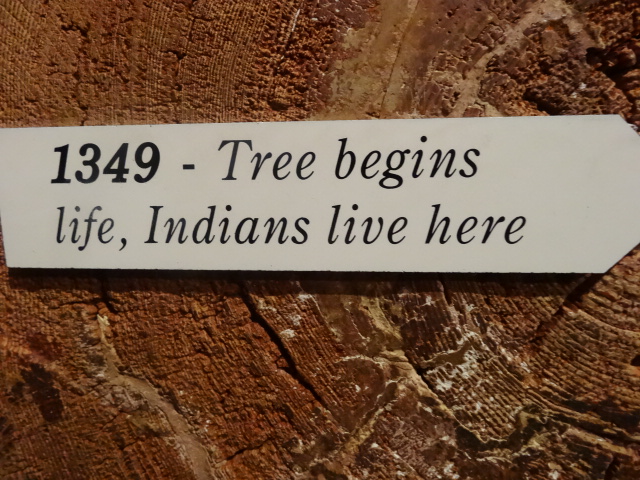 1349 - Tree begins
life, Indians live here